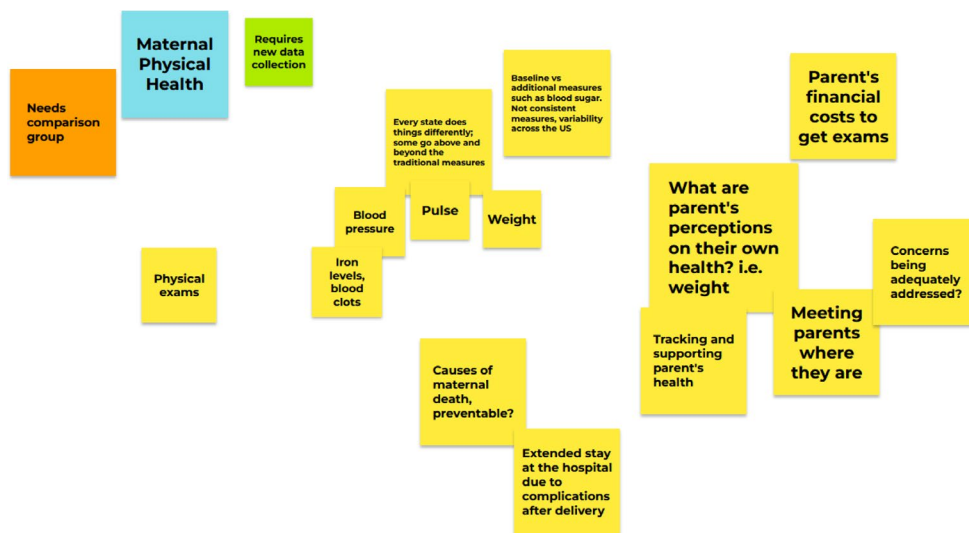 Needs
comparison
group
Maternal
Physical
Health
Requires
new data
collection
Every state does
things differently;
some go above and
beyond the
traditional measures
Baseline vs
additional measures
such as blood sugar.
Not consistent
measures, variability
across the US
Blood
pressure
Pulse
Weight
Physical
exams
Iron
levels,
blood
clots
Causes of
maternal
death,
preventable?
Extended stay
at the hospital
due to
complications
after delivery
Parent's
financial
costs to
get exams
What are
parent's
perceptions
on their own
health? i.e.
weight
Concerns
being
adequately
addressed?
Tracking and
supporting
parent's
health
Meeting
parents
where
they are